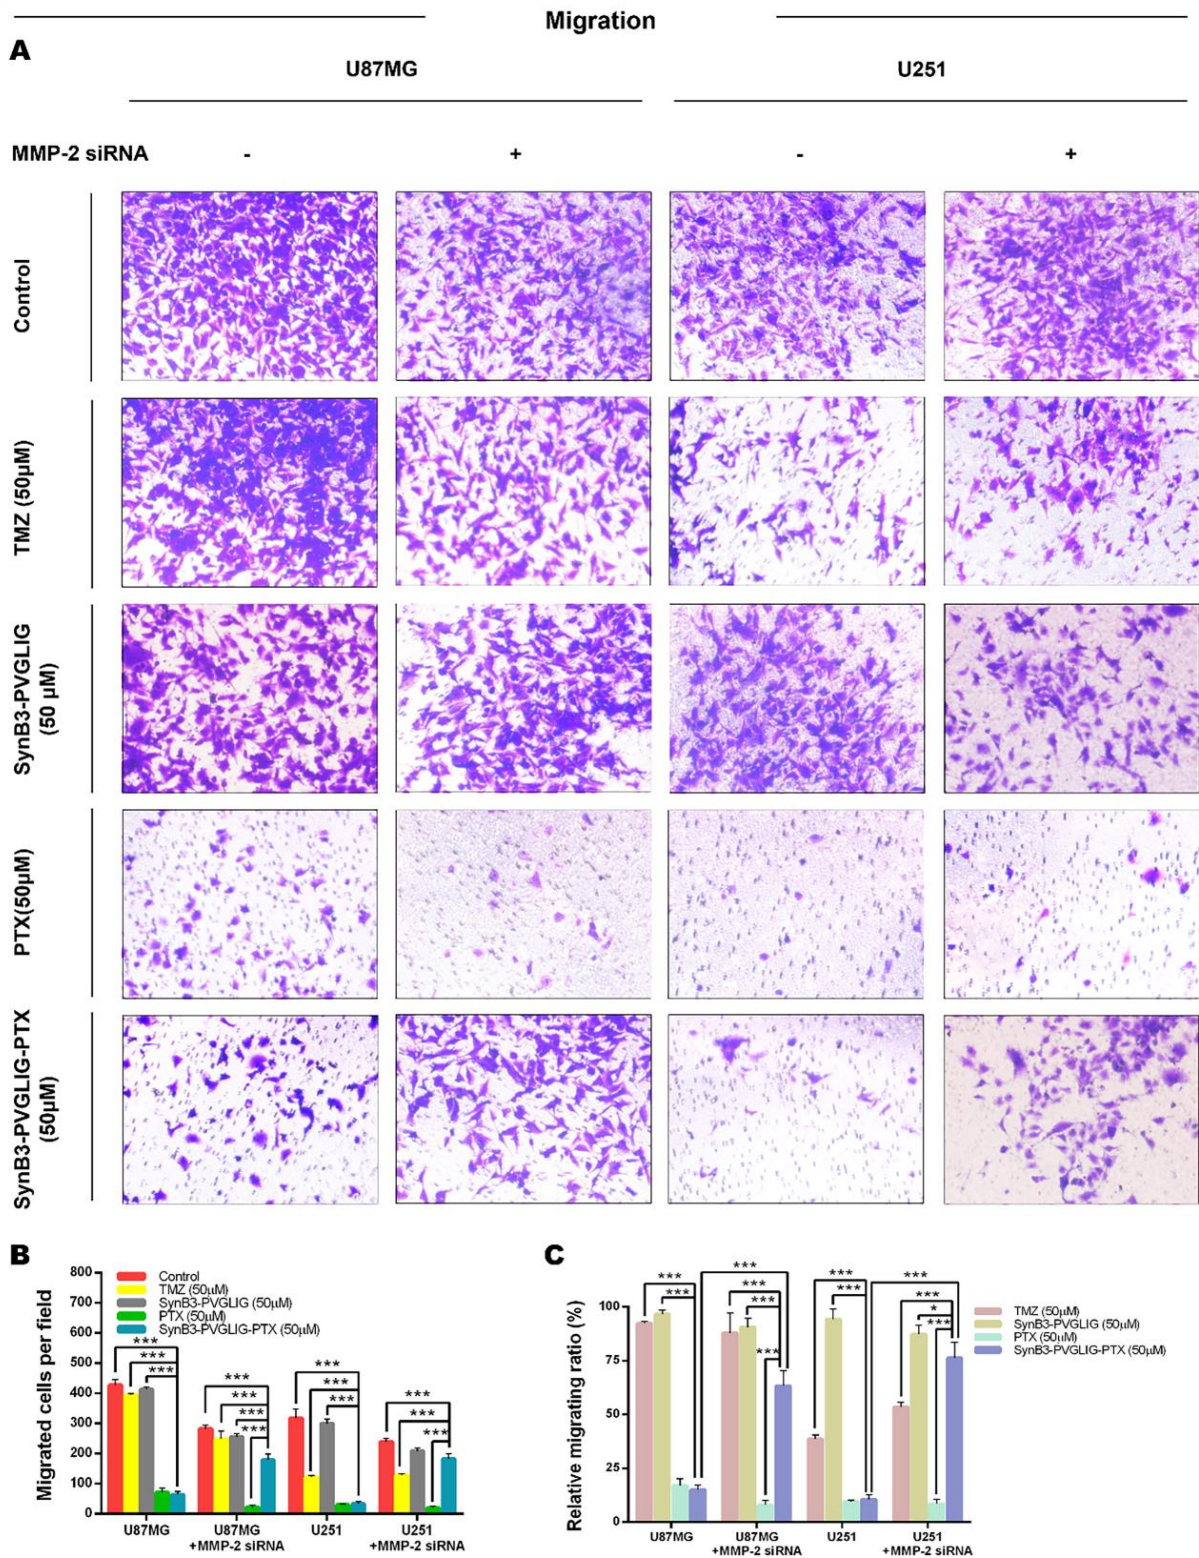 Migration
A
U87MG
U251
MMP-2 siRNA - + - +
Control
TMZ (50μM)
SynB3-PVGLIG
(50 μM)
PTX(50μM)
SynB3-PVGLIG-PTX
(50μM)
B
Migrated cells per field
800
700
600
500
400
300
200
100
0
Control
TMZ (50μM)
SynB3-PVGLIG (50μM)
PTX (50μM)
SynB3-PVGLIG-PTX (50μM)
***
***
***
***
***
***
***
***
***
***
***
***
***
U87MG
U87MG
+MMP-2 siRNA
U251
U251
+MMP-2 siRNA
C
Relative migrating ratio (%)
100
75
50
25
0
***
***
***
***
***
***
***
***
***
***
*
***
TMZ (50μM)
SynB3-PVGLIG (50μM)
PTX (50μM)
SynB3-PVGLIG-PTX (50μM)
U87MG
U87MG
+MMP-2 siRNA
U251
U251
+MMP-2 siRNA